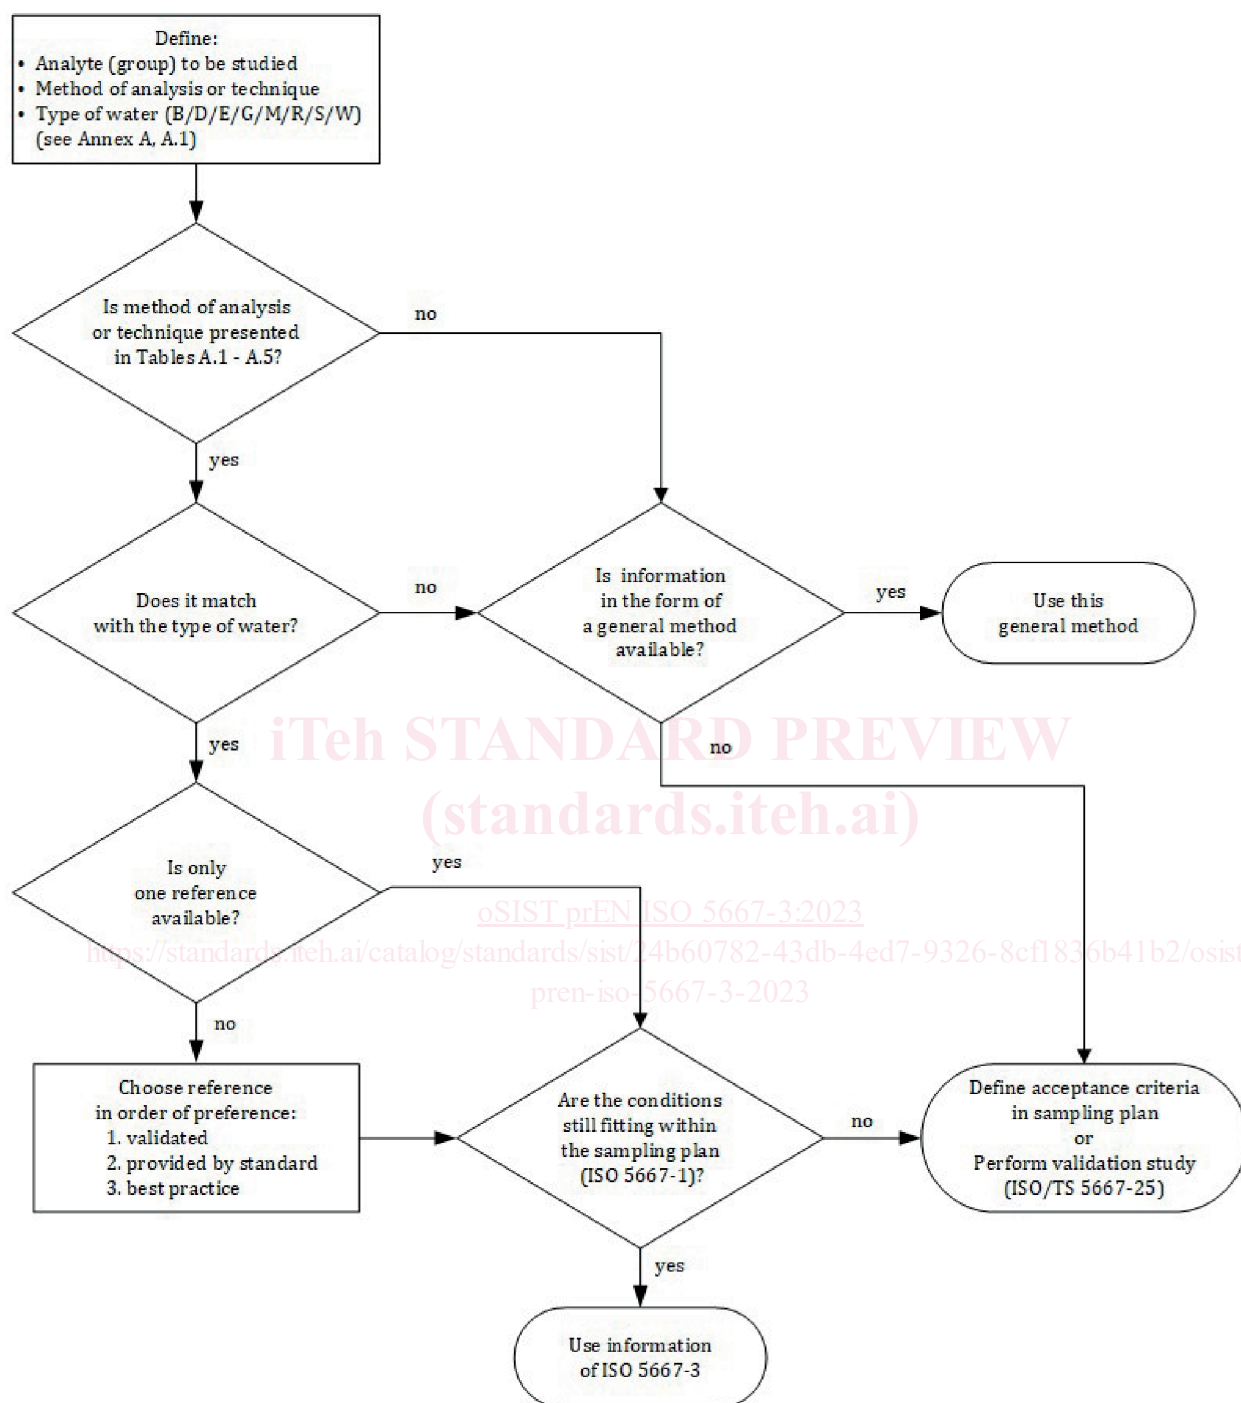 Define:
• Analyte (group) to be studied
• Method of analysis or technique
• Type of water (B/D/E/G/M/R/S/W)
(see Annex A, A.1)
Is method of analysis
or technique presented
in Tables A.1 - A.5?
no
yes
Does it match
with the type of water?
no
Is information
in the form of
a general method
available?
yes
Use this
general method
yes
no
iTeh STANDARD PREVIEW
(standards.iteh.ai)
Is only
one reference
available?
yes
oSIST prEN ISO 5667-3:2023
https://standards.iteh.ai/catalog/standards/sist/24b60782-43db-4ed7-9326-8cf1836b41b2/osist
pren-iso-5667-3-2023
no
Choose reference
in order of preference:
1. validated
2. provided by standard
3. best practice
Are the conditions
still fitting within
the sampling plan
(ISO 5667-1)?
no
Define acceptance criteria
in sampling plan
or
Perform validation study
(ISO/TS 5667-25)
yes
Use information
of ISO 5667-3